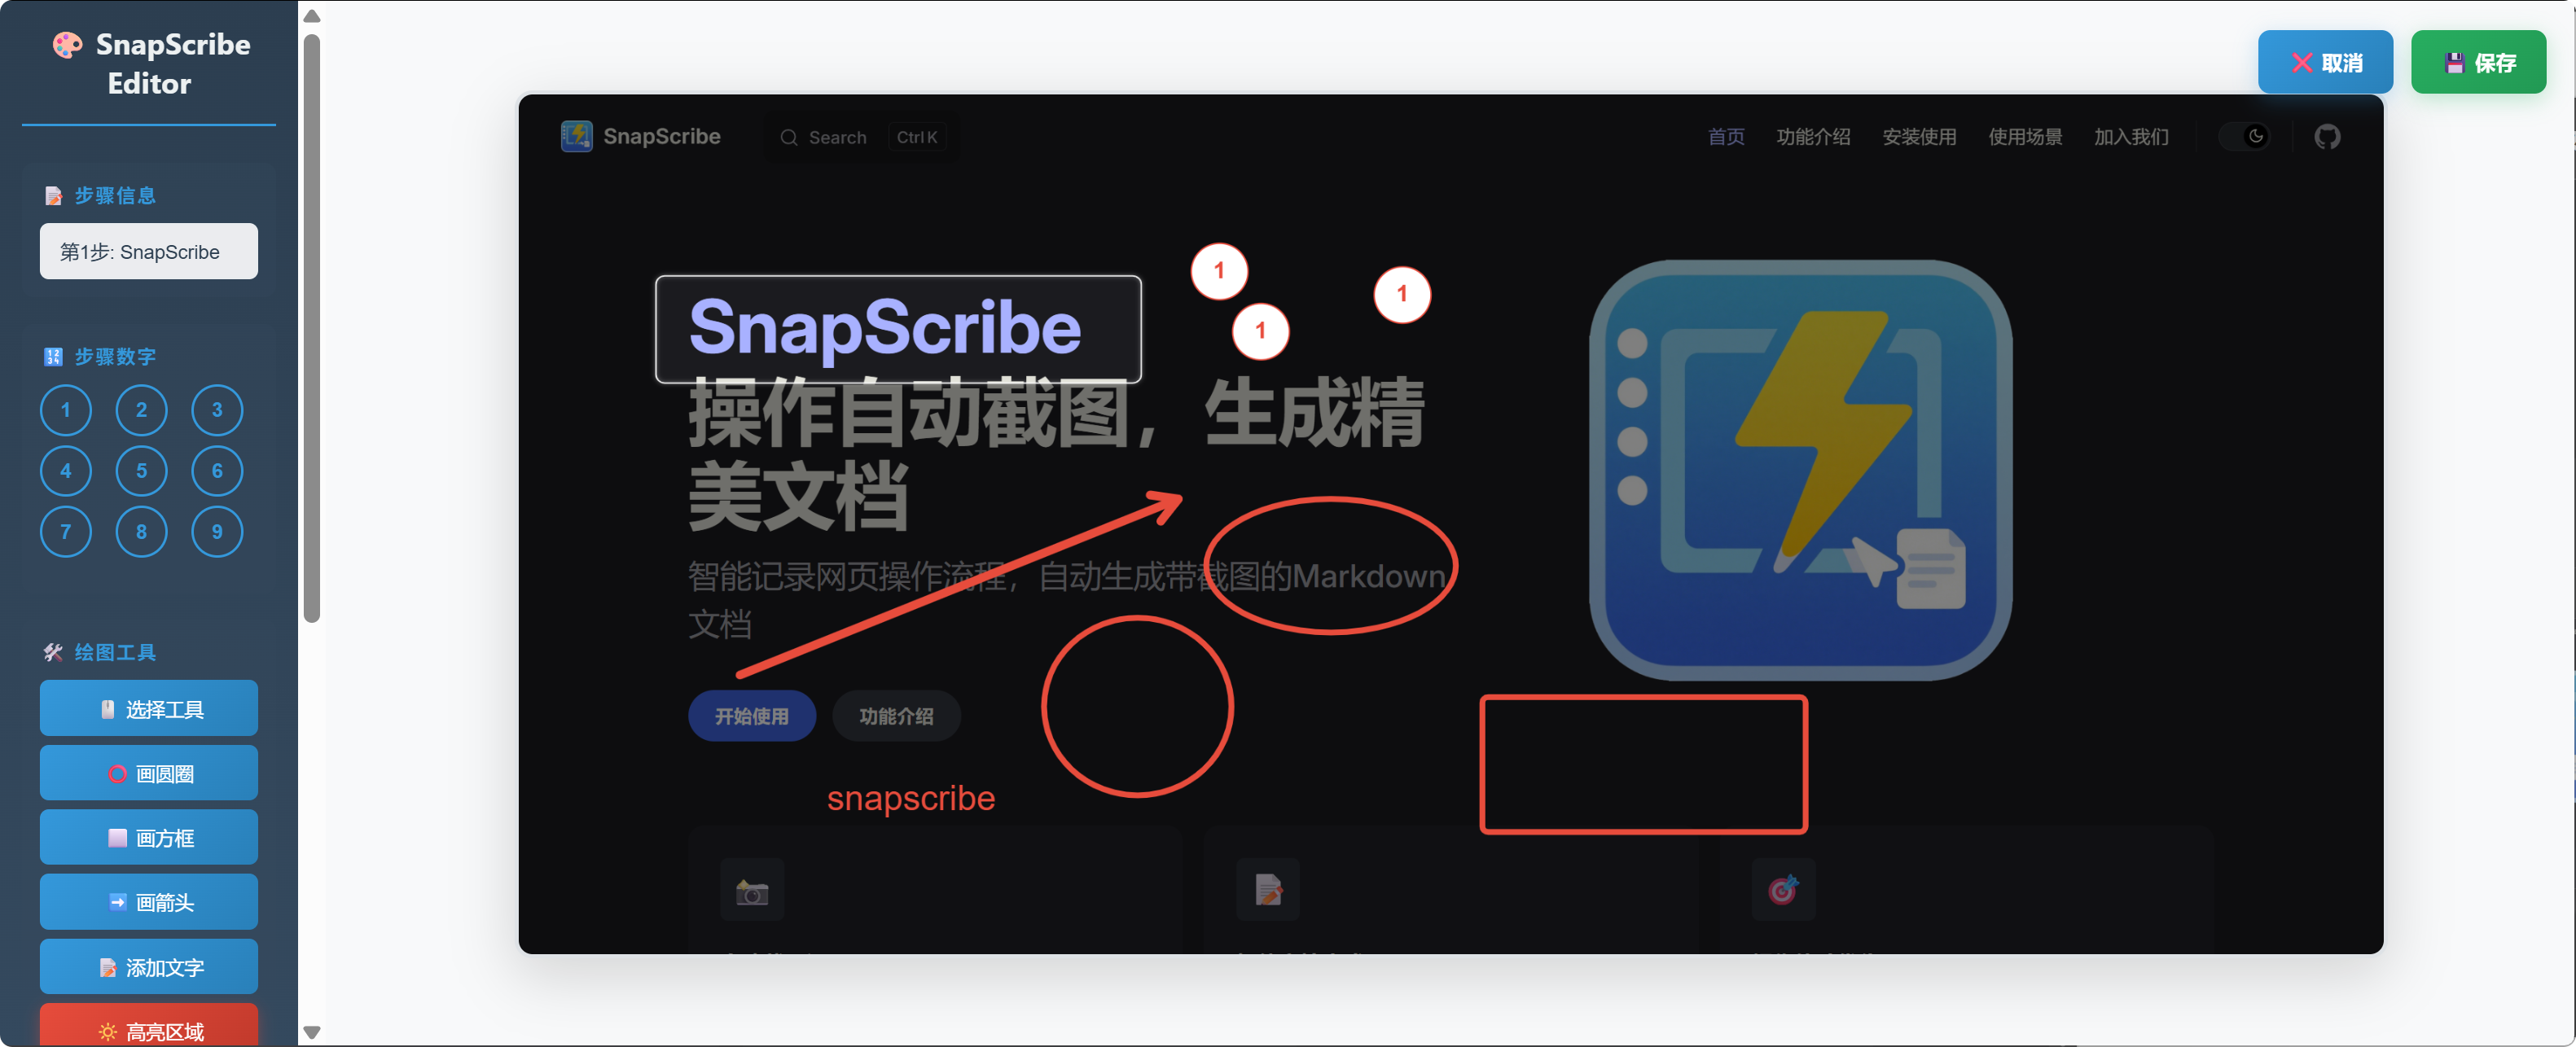 SnapScribe
Editor
步骤信息
第1步: SnapScribe
步骤数字
1 2 3
4 5 6
7 8 9
绘图工具
选择工具
画圆圈
画方框
画箭头
添加文字
高亮区域
取消 保存
SnapScribe Search Ctrl K 首页 功能介绍 安装使用 使用场景 加入我们
1
1
1
SnapScribe
操作自动截图，生成精
美文档
智能记录网页操作流程，自动生成带截图的Markdown
文档
开始使用 功能介绍
snapscribe